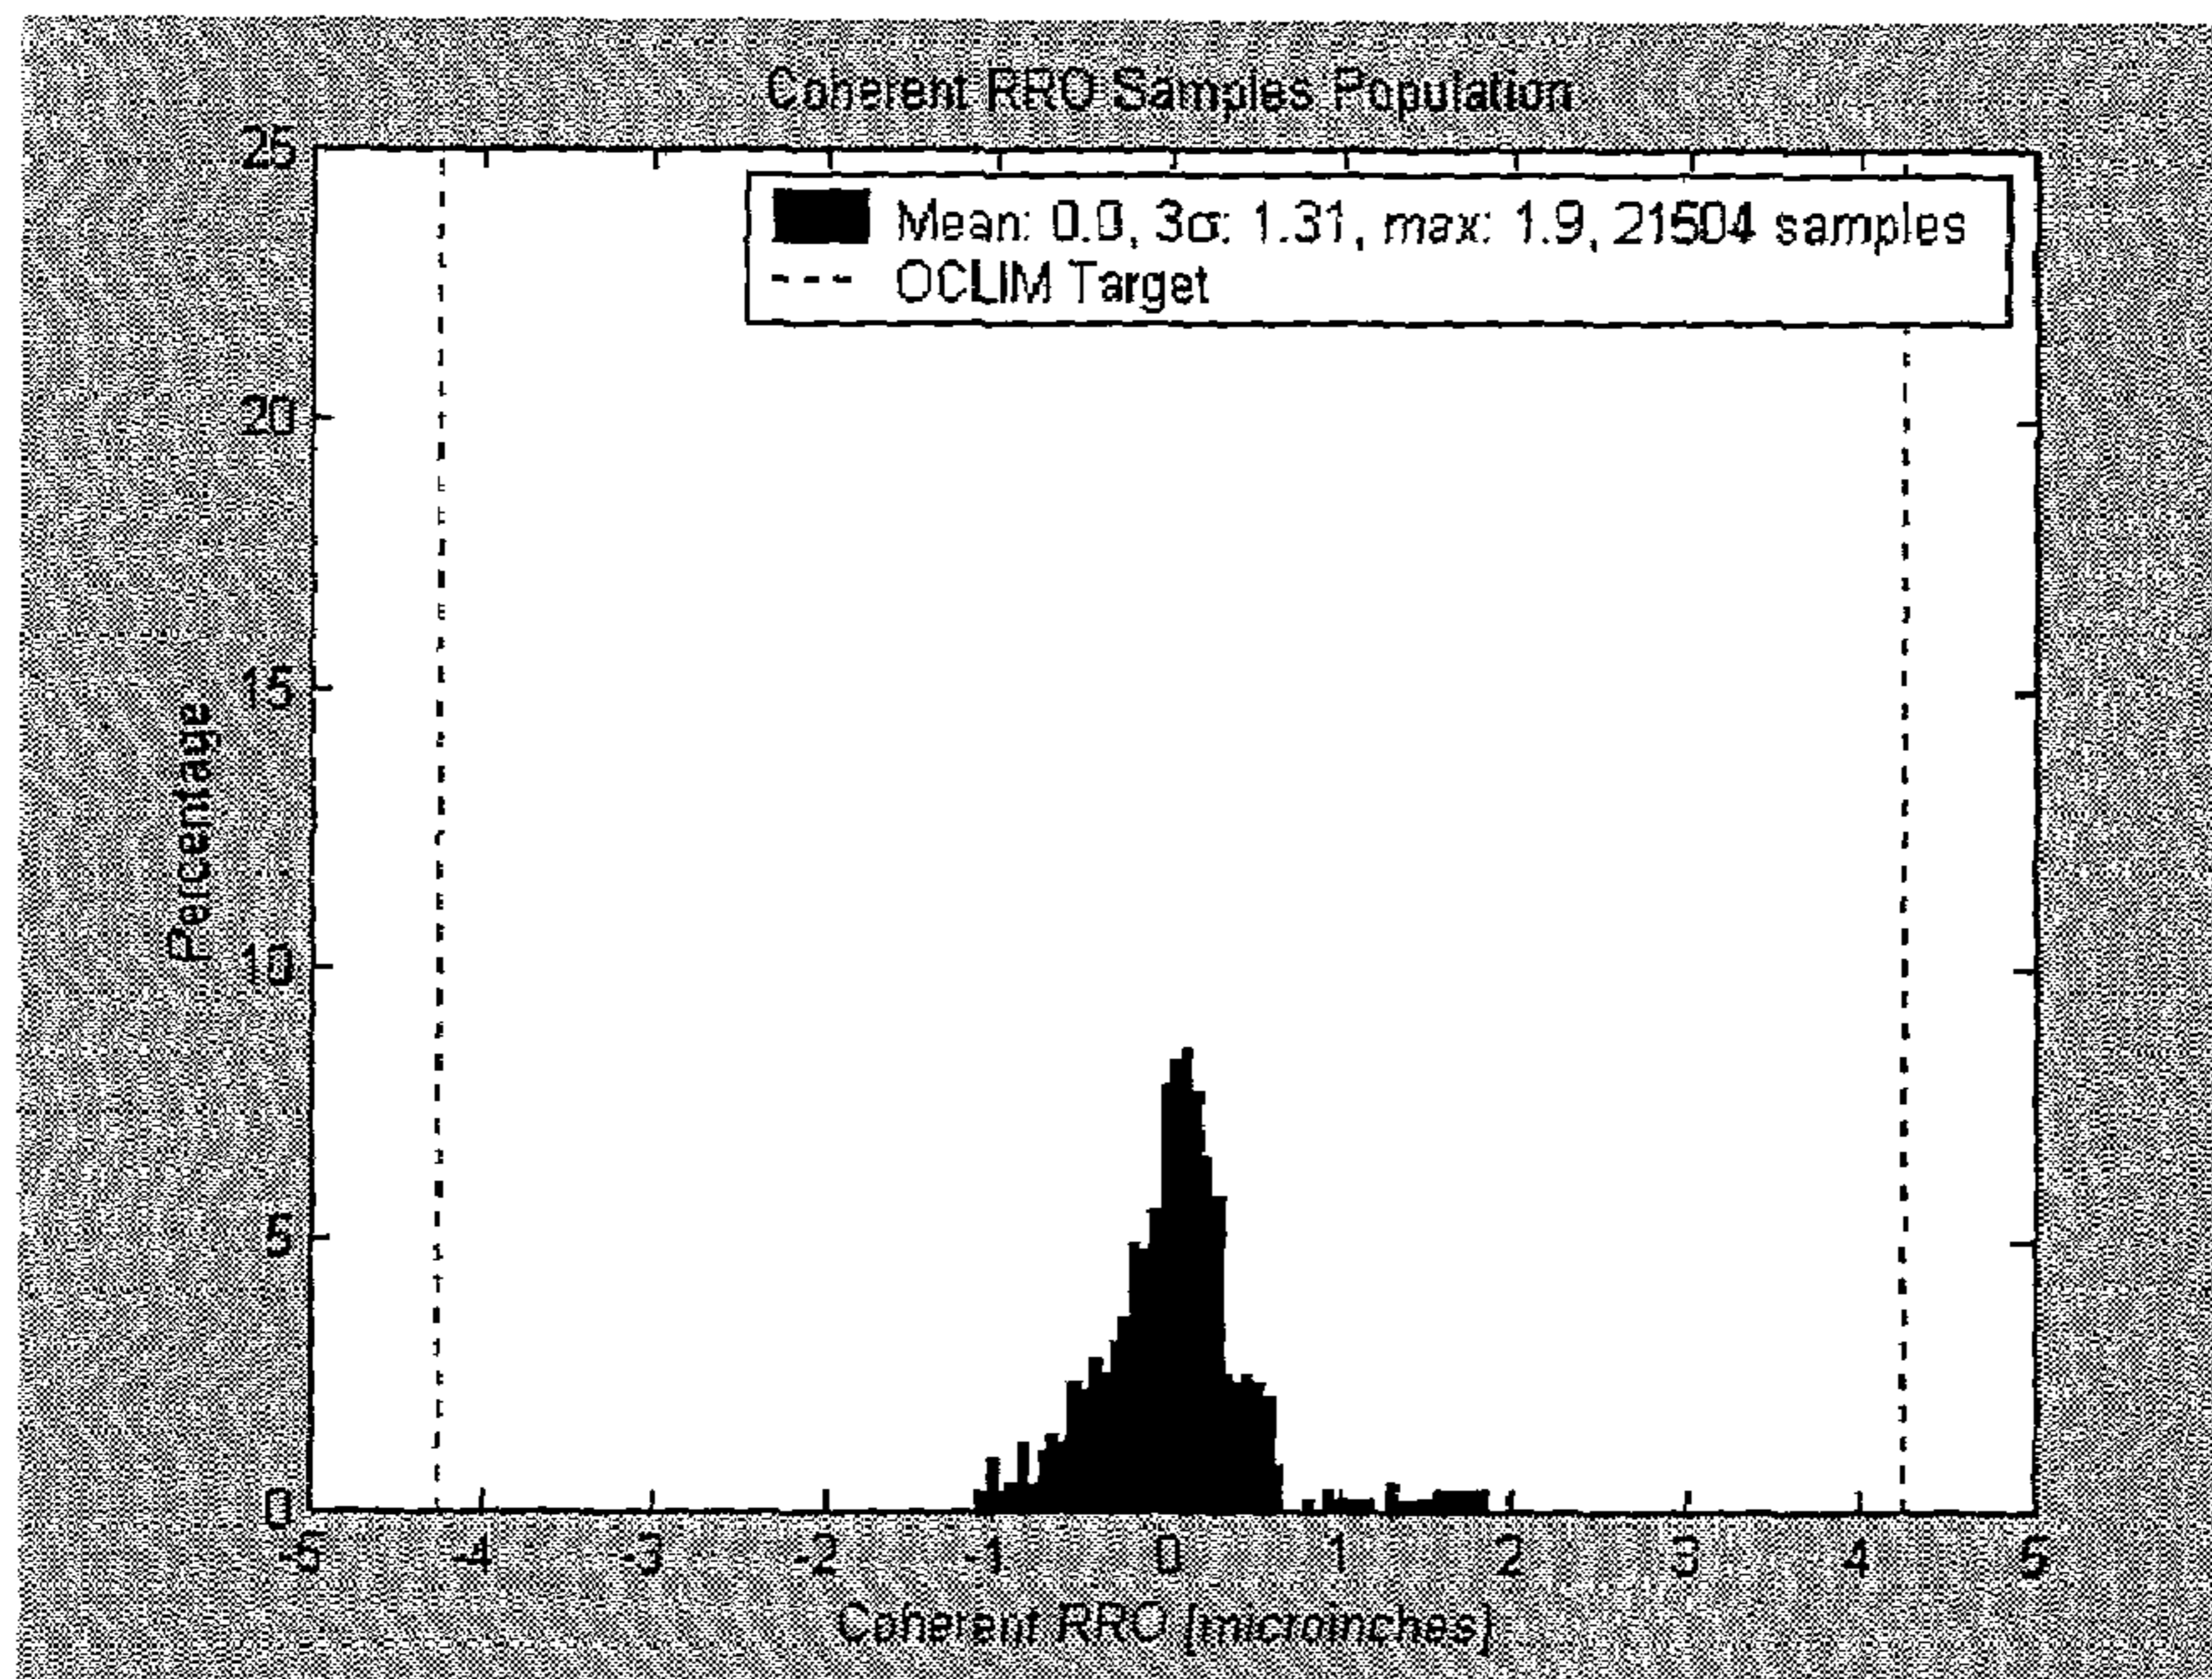 Coherent RRO Samples Population
25
Mean: 0.0, 3σ: 1.31, max: 1.9, 21504 samples
OCLIM Target
20
15
10
5
0
Percentage
-5 -4 -3 -2 -1 0 1 2 3 4 5
Coherent RRO [microinches]